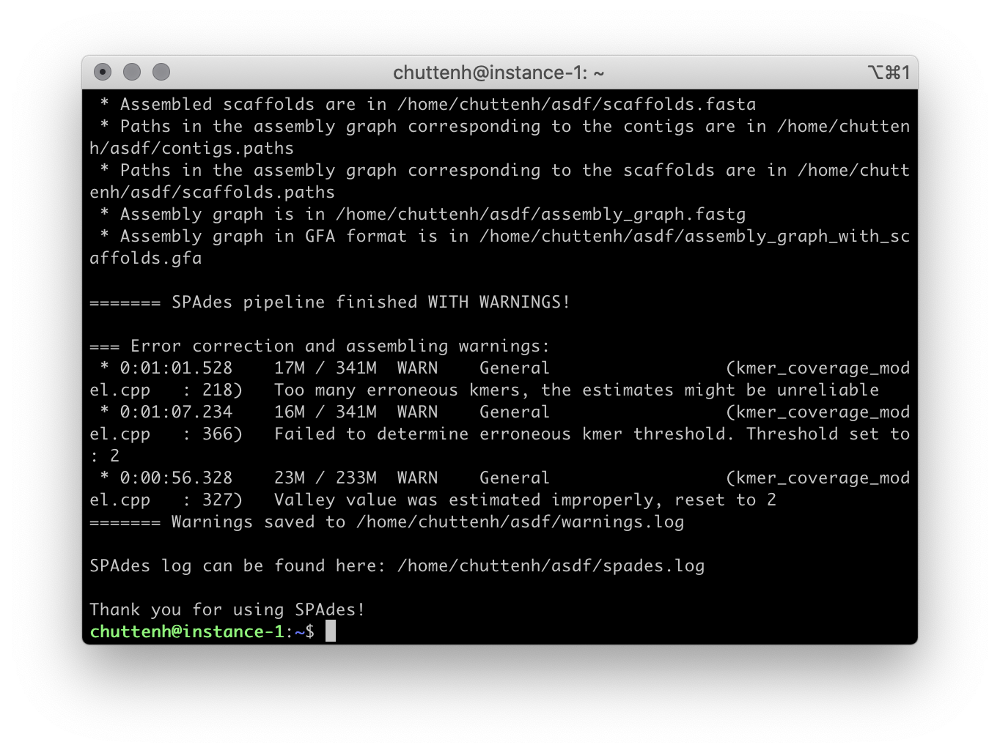 chuttenh@instance-1: ~
⌥⌘1
 * Assembled scaffolds are in /home/chuttenh/asdf/scaffolds.fasta
 * Paths in the assembly graph corresponding to the contigs are in /home/chutten
h/asdf/contigs.paths
 * Paths in the assembly graph corresponding to the scaffolds are in /home/chutt
enh/asdf/scaffolds.paths
 * Assembly graph is in /home/chuttenh/asdf/assembly_graph.fastg
 * Assembly graph in GFA format is in /home/chuttenh/asdf/assembly_graph_with_sc
affolds.gfa

======= SPAdes pipeline finished WITH WARNINGS!

=== Error correction and assembling warnings:
 * 0:01:01.528    17M / 341M  WARN    General                 (kmer_coverage_mod
el.cpp   : 218)   Too many erroneous kmers, the estimates might be unreliable
 * 0:01:07.234    16M / 341M  WARN    General                 (kmer_coverage_mod
el.cpp   : 366)   Failed to determine erroneous kmer threshold. Threshold set to
: 2
 * 0:00:56.328    23M / 233M  WARN    General                 (kmer_coverage_mod
el.cpp   : 327)   Valley value was estimated improperly, reset to 2
======= Warnings saved to /home/chuttenh/asdf/warnings.log

SPAdes log can be found here: /home/chuttenh/asdf/spades.log

Thank you for using SPAdes!
chuttenh@instance-1:~$